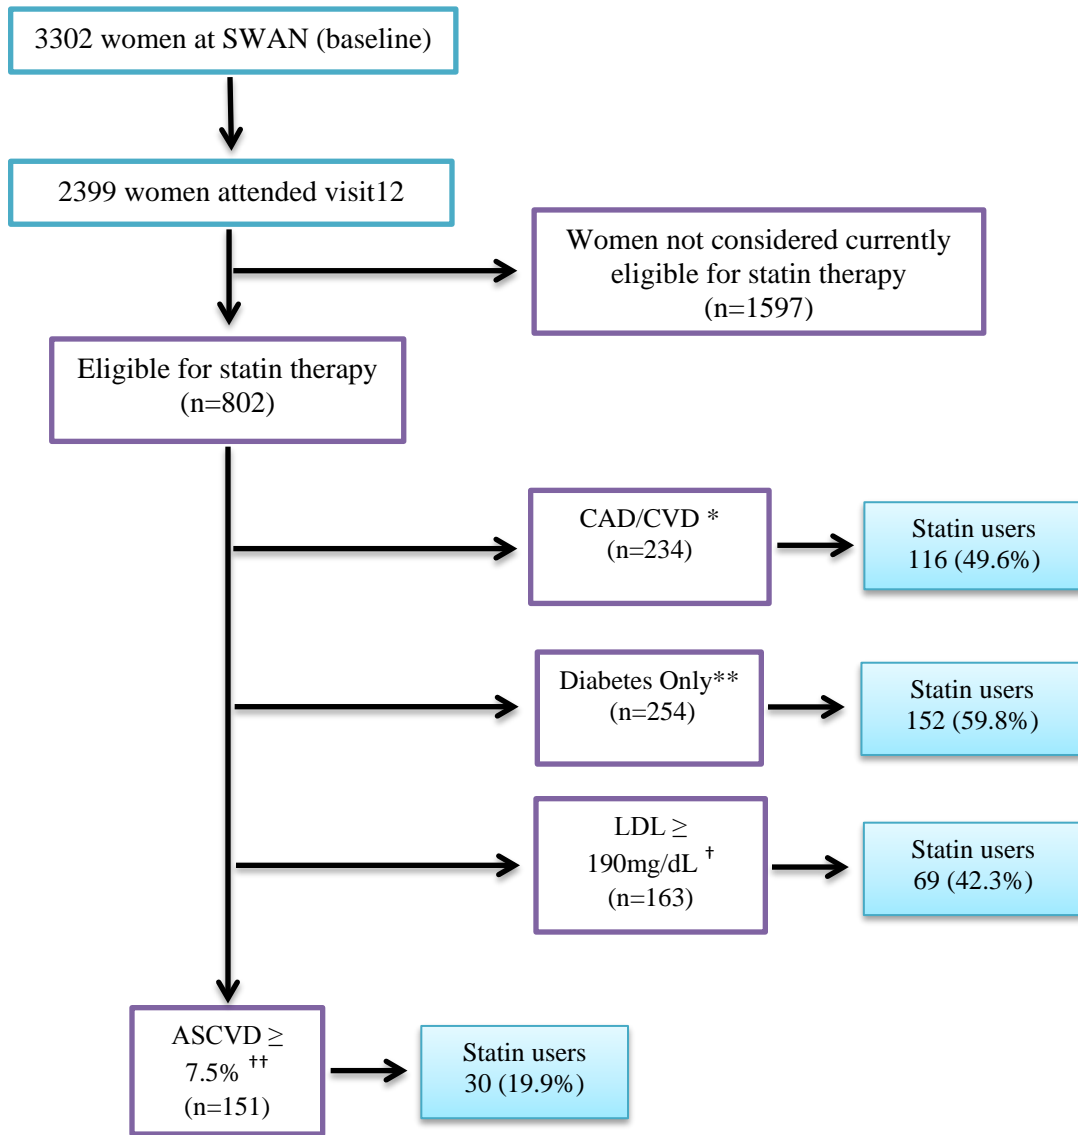 3302 women at SWAN (baseline)
2399 women attended visit12
Women not considered currently
eligible for statin therapy
(n=1597)
Eligible for statin therapy
(n=802)
CAD/CVD *
(n=234)
Statin users
116 (49.6%)
Diabetes Only**
(n=254)
Statin users
152 (59.8%)
LDL ≥
190mg/dL †
(n=163)
Statin users
69 (42.3%)
ASCVD ≥
7.5% ††
(n=151)
Statin users
30 (19.9%)